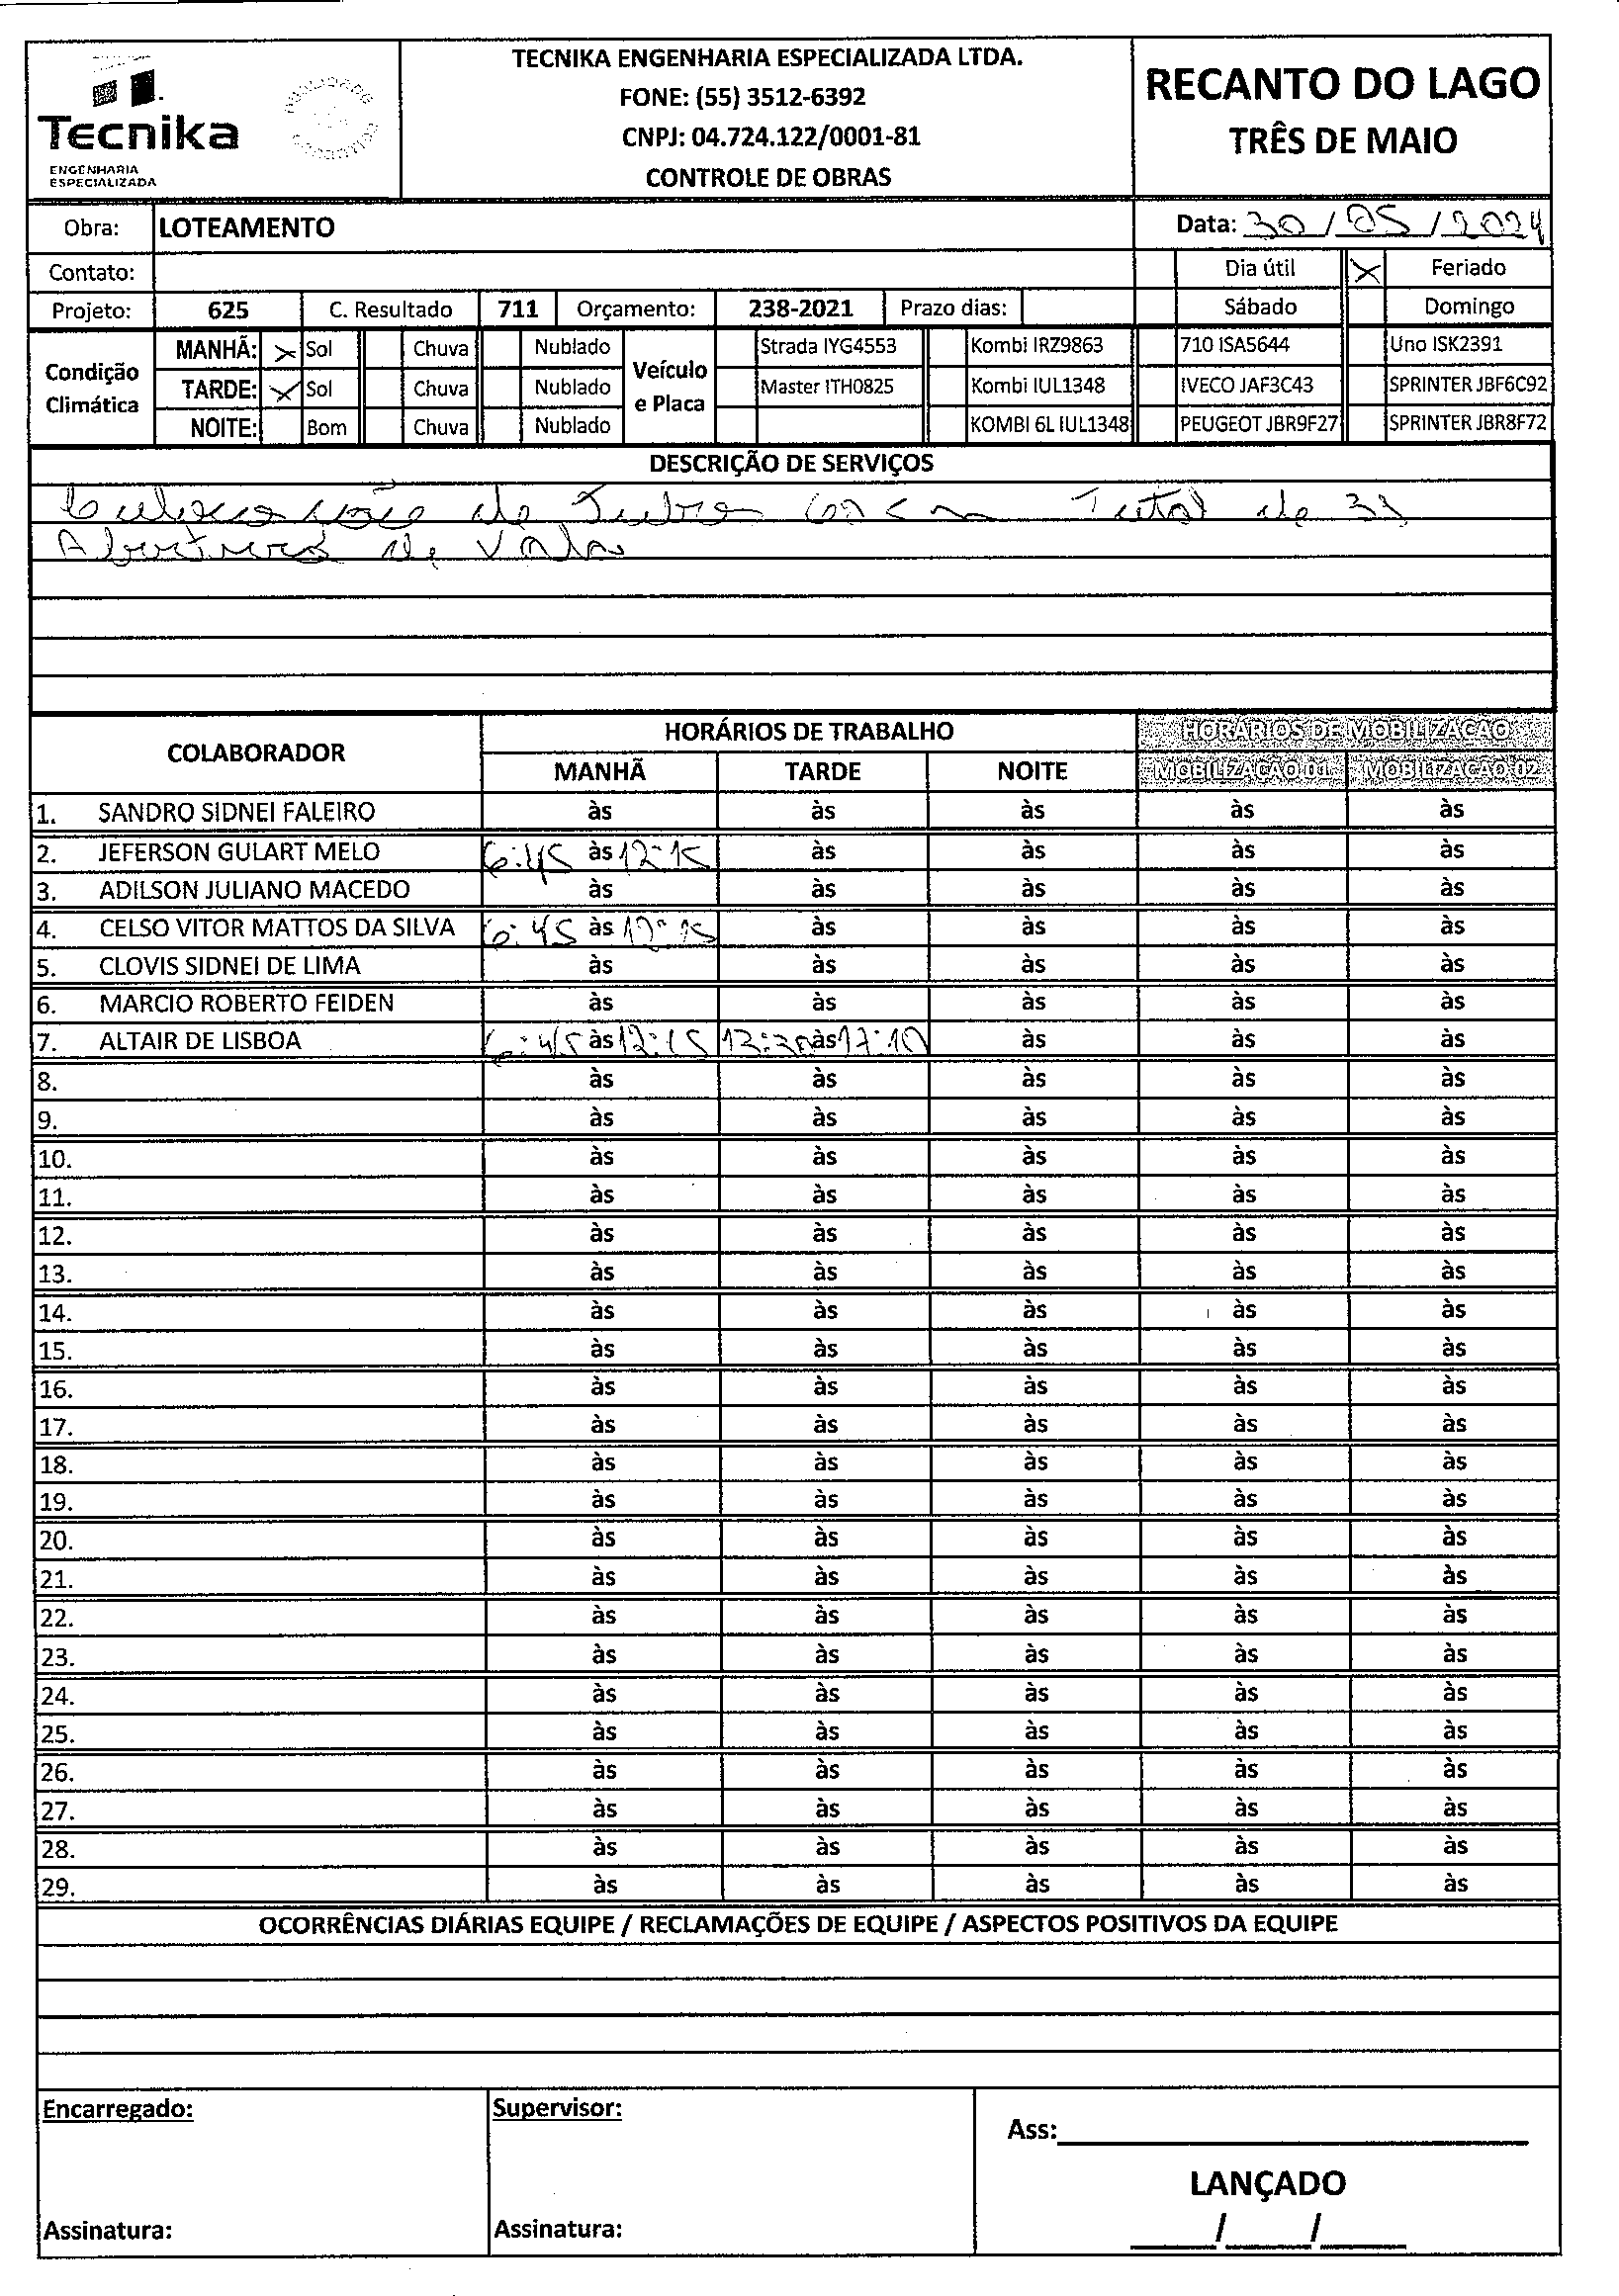 Tecnika
ENGENHARIA
ESPECIALIZADA
TECNIKA ENGENHARIA ESPECIALIZADA LTDA.
FONE: (55) 3512-6392
CNPJ: 04.724.122/0001-81
CONTROLE DE OBRAS
RECANTO DO LAGO
TRÊS DE MAIO
Obra: LOTEAMENTO Data: 30/05/2024
Contato: Dia útil X Feriado
Projeto: 625 C. Resultado 711 Orçamento: 238-2021 Prazo dias: Sábado Domingo
Condição Climática
MANHÃ: X Sol Chuva Nublado
TARDE: X Sol Chuva Nublado
NOITE: Bom Chuva Nublado
Veículo e Placa
Strada IYG4553 Kombi IRZ9863 710 ISA5644 Uno ISK2391
Master ITH0825 Kombi IUL1348 IVECO JAF3C43 SPRINTER JBF6C92
KOMBI 6L IUL1348 PEUGEOT JBR9F27 SPRINTER JBR8F72
DESCRIÇÃO DE SERVIÇOS
de Tubo Total de
Abertura de Vala
COLABORADOR HORÁRIOS DE TRABALHO HORÁRIOS DE MOBILIZAÇÃO
MANHÃ TARDE NOITE MOBILIZAÇÃO 01 MOBILIZAÇÃO 02
1. SANDRO SIDNEI FALEIRO às às às às às
2. JEFERSON GULART MELO 6:45 às 12:15 às às às às
3. ADILSON JULIANO MACEDO às às às às às
4. CELSO VITOR MATTOS DA SILVA 6:45 às 12:15 às às às às
5. CLOVIS SIDNEI DE LIMA às às às às às
6. MARCIO ROBERTO FEIDEN às às às às às
7. ALTAIR DE LISBOA 6:45 às 12:15 13:30 às 17:10 às às às
8. às às às às às
9. às às às às às
10. às às às às às
11. às às às às às
12. às às às às às
13. às às às às às
14. às às às às às
15. às às às às às
16. às às às às às
17. às às às às às
18. às às às às às
19. às às às às às
20. às às às às às
21. às às às às às
22. às às às às às
23. às às às às às
24. às às às às às
25. às às às às às
26. às às às às às
27. às às às às às
28. às às às às às
29. às às às às às
OCORRÊNCIAS DIÁRIAS EQUIPE / RECLAMAÇÕES DE EQUIPE / ASPECTOS POSITIVOS DA EQUIPE
Encarregado: Supervisor: Ass:
LANÇADO
Assinatura: Assinatura: / /